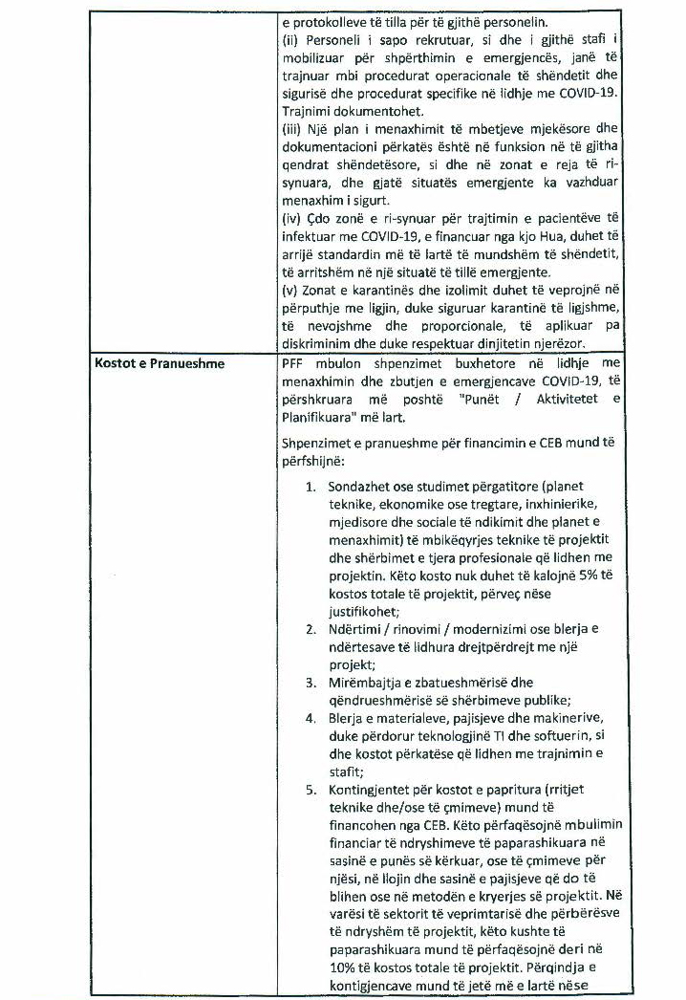 e protokolleve të tilla për të gjithë personelin.
(ii) Personeli i sapo rekrutuar, si dhe i gjithë stafi i
mobilizuar për shpërthimin e emergjencës, janë të
trajnuar mbi procedurat operacionale të shëndetit dhe
sigurisë dhe procedurat specifike në lidhje me COVID-19.
Trajnimi dokumentohet.
(iii) Një plan i menaxhimit të mbetjeve mjekësore dhe
dokumentacioni përkatës është në funksion në të gjitha
qendrat shëndetësore, si dhe në zonat e reja të ri-
synuara, dhe gjatë situatës emergjente ka vazhduar
menaxhim i sigurt.
(iv) Çdo zonë e ri-synuar për trajtimin e pacientëve të
infektuar me COVID-19, e financuar nga kjo Hua, duhet të
arrijë standardin më të lartë të mundshëm të shëndetit,
të arritshëm në një situatë të tillë emergjente.
(v) Zonat e karantinës dhe izolimit duhet të veprojnë në
përputhje me ligjin, duke siguruar karantinë të ligjshme,
të nevojshme dhe proporcionale, të aplikuar pa
diskriminim dhe duke respektuar dinjitetin njerëzor.
Kostot e Pranueshme
PFF mbulon shpenzimet buxhetore në lidhje me
menaxhimin dhe zbutjen e emergjencave COVID-19, të
përshkruara më poshtë "Punët / Aktivitetet e
Planifikuara" më lart.
Shpenzimet e pranueshme për financimin e CEB mund të
përfshijnë:
1. Sondazhet ose studimet përgatitore (planet
teknike, ekonomike ose tregtare, inxhinierike,
mjedisore dhe sociale të ndikimit dhe planet e
menaxhimit) të mbikëqyrjes teknike të projektit
dhe shërbimet e tjera profesionale që lidhen me
projektin. Këto kosto nuk duhet të kalojnë 5% të
kostos totale të projektit, përveç nëse
justifikohet;
2. Ndërtimi / rinovimi / modernizimi ose blerja e
ndërtesave të lidhura drejtpërdrejt me një
projekt;
3. Mirëmbajtja e zbatueshmërisë dhe
qëndrueshmërisë së shërbimeve publike;
4. Blerja e materialeve, pajisjeve dhe makinerive,
duke përdorur teknologjinë TI dhe softuerin, si
dhe kostot përkatëse që lidhen me trajnimin e
stafit;
5. Kontingjentet për kostot e papritura (rritjet
teknike dhe/ose të çmimeve) mund të
financohen nga CEB. Këto përfaqësojnë mbulimin
financiar të ndryshimeve të paparashikuara në
sasinë e punës së kërkuar, ose të çmimeve për
njësi, në llojin dhe sasinë e pajisjeve që do të
blihen ose në metodën e kryerjes së projektit. Në
varësi të sektorit të veprimtarisë dhe përbërësve
të ndryshëm të projektit, këto kushte të
paparashikuara mund të përfaqësojnë deri në
10% të kostos totale të projektit. Përqindja e
kontigjencave mund të jetë më e lartë nëse